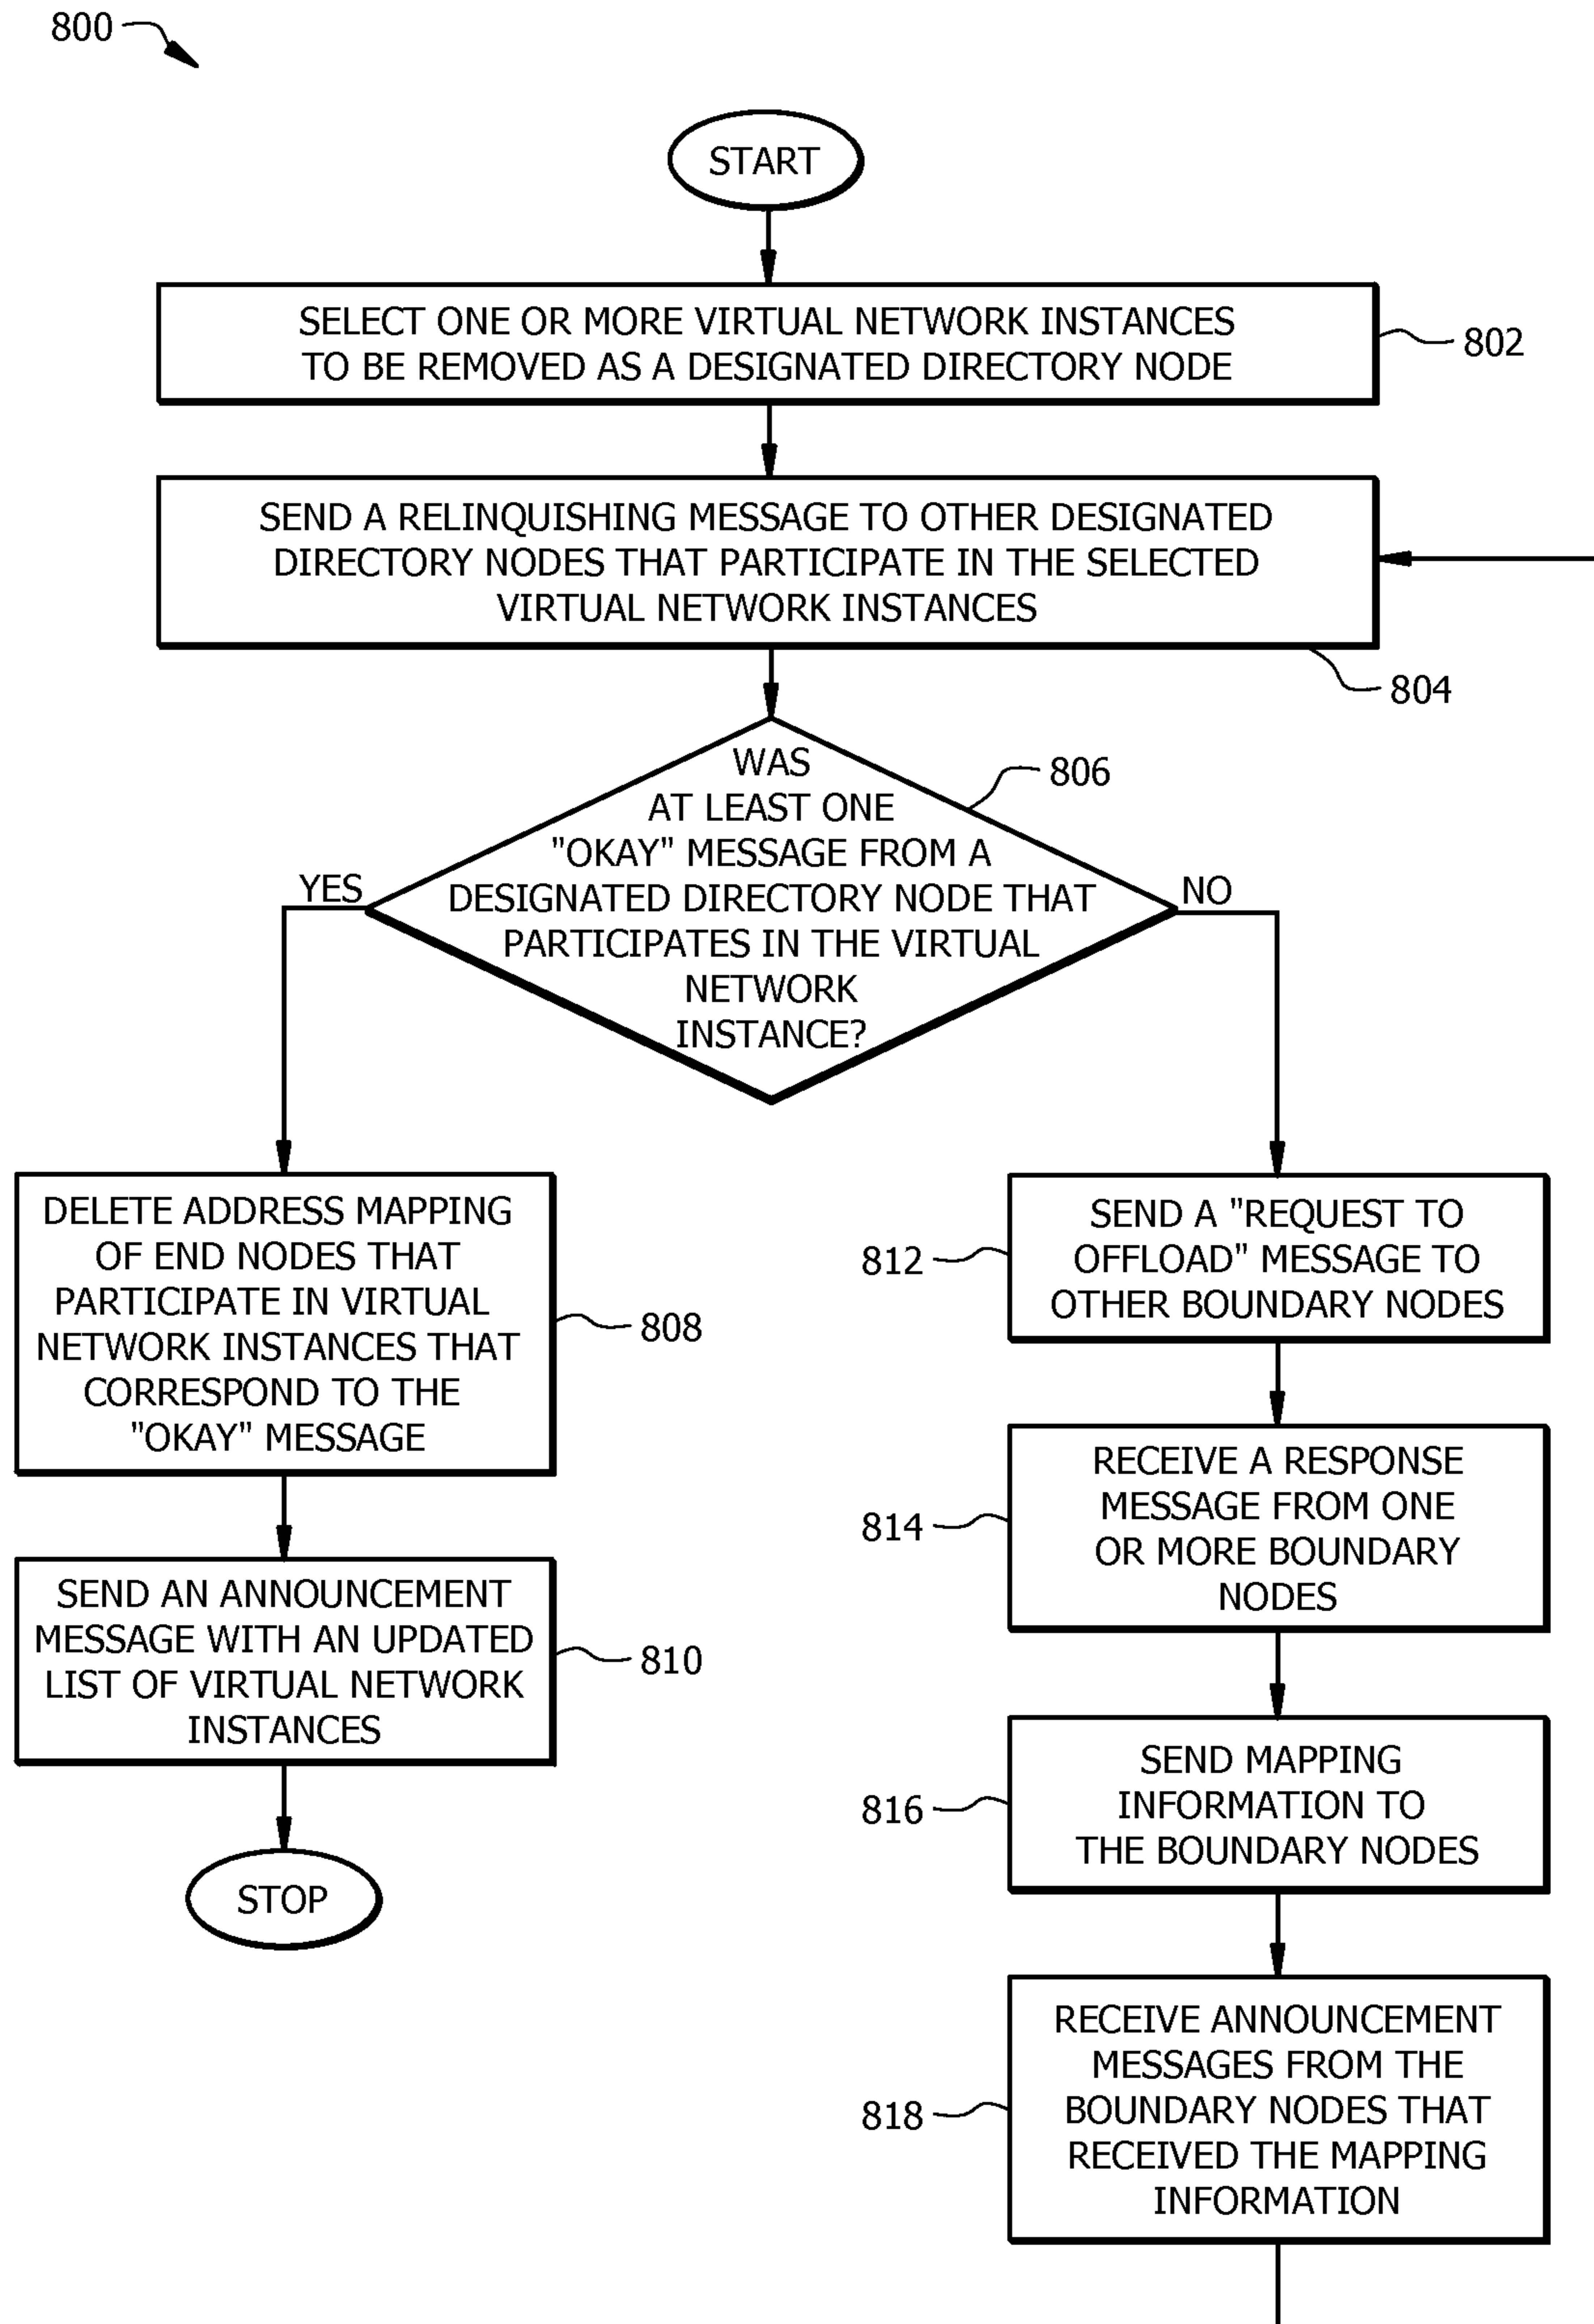 800
START
SELECT ONE OR MORE VIRTUAL NETWORK INSTANCES
TO BE REMOVED AS A DESIGNATED DIRECTORY NODE
802
SEND A RELINQUISHING MESSAGE TO OTHER DESIGNATED
DIRECTORY NODES THAT PARTICIPATE IN THE SELECTED
VIRTUAL NETWORK INSTANCES
804
WAS
AT LEAST ONE
"OKAY" MESSAGE FROM A
DESIGNATED DIRECTORY NODE THAT
PARTICIPATES IN THE VIRTUAL
NETWORK
INSTANCE?
806
YES
NO
DELETE ADDRESS MAPPING
OF END NODES THAT
PARTICIPATE IN VIRTUAL
NETWORK INSTANCES THAT
CORRESPOND TO THE
"OKAY" MESSAGE
808
SEND AN ANNOUNCEMENT
MESSAGE WITH AN UPDATED
LIST OF VIRTUAL NETWORK
INSTANCES
810
STOP
SEND A "REQUEST TO
OFFLOAD" MESSAGE TO
OTHER BOUNDARY NODES
812
RECEIVE A RESPONSE
MESSAGE FROM ONE
OR MORE BOUNDARY
NODES
814
SEND MAPPING
INFORMATION TO
THE BOUNDARY NODES
816
RECEIVE ANNOUNCEMENT
MESSAGES FROM THE
BOUNDARY NODES THAT
RECEIVED THE MAPPING
INFORMATION
818